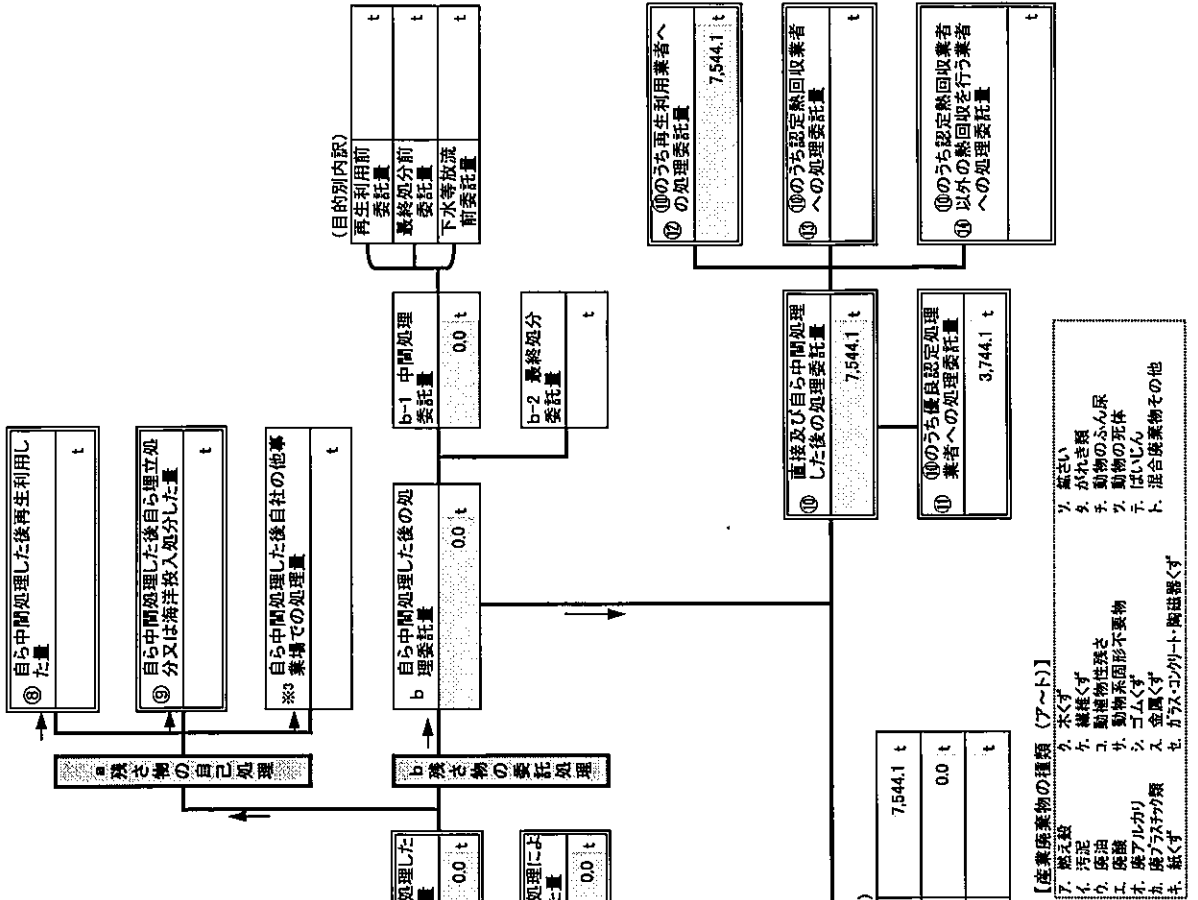 ⑧ 自ら中間処理した後再生利用し
た量
t
⑨ 自ら中間処理した後自ら埋立処
分又は海洋投入処分した量
t
※3 自ら中間処理した後自社の他事
業場での処理量
t
a 残さ物の自己処理
b 残さ物の委託処理
b 自ら中間処理した後の処
理委託量
0.0 t
b-1 中間処理
委託量
0.0 t
b-2 最終処分
委託量
t
(目的別内訳)
再生利用前
委託量
t
最終処分前
委託量
t
下水等放流
前委託量
t
処理した
量
0.0 t
処理によ
た量
0.0 t
⑩ 直接及び自ら中間処理
した後の処理委託量
7,544.1 t
⑪ ⑩のうち優良認定処理
業者への処理委託量
3,744.1 t
⑫ ⑩のうち再生利用業者へ
の処理委託量
7,544.1 t
⑬ ⑩のうち認定熱回収業者
への処理委託量
t
⑭ ⑩のうち認定熱回収業者
以外の熱回収を行う業者
への処理委託量
t
)
7,544.1 t
0.0 t
t
【産業廃棄物の種類 (ア~ト)】
ア. 燃え殻
イ. 汚泥
ウ. 廃油
エ. 廃酸
オ. 廃アルカリ
カ. 廃プラスチック類
キ. 紙くず
ク. 木くず
ケ. 繊維くず
コ. 動植物性残さ
サ. 動物系固形不要物
シ. ゴムくず
ス. 金属くず
セ. ガラス・コンクリート・陶磁器くず
ソ. 鉱さい
タ. がれき類
チ. 動物のふん尿
ツ. 動物の死体
テ. ばいじん
ト. 混合廃棄物その他